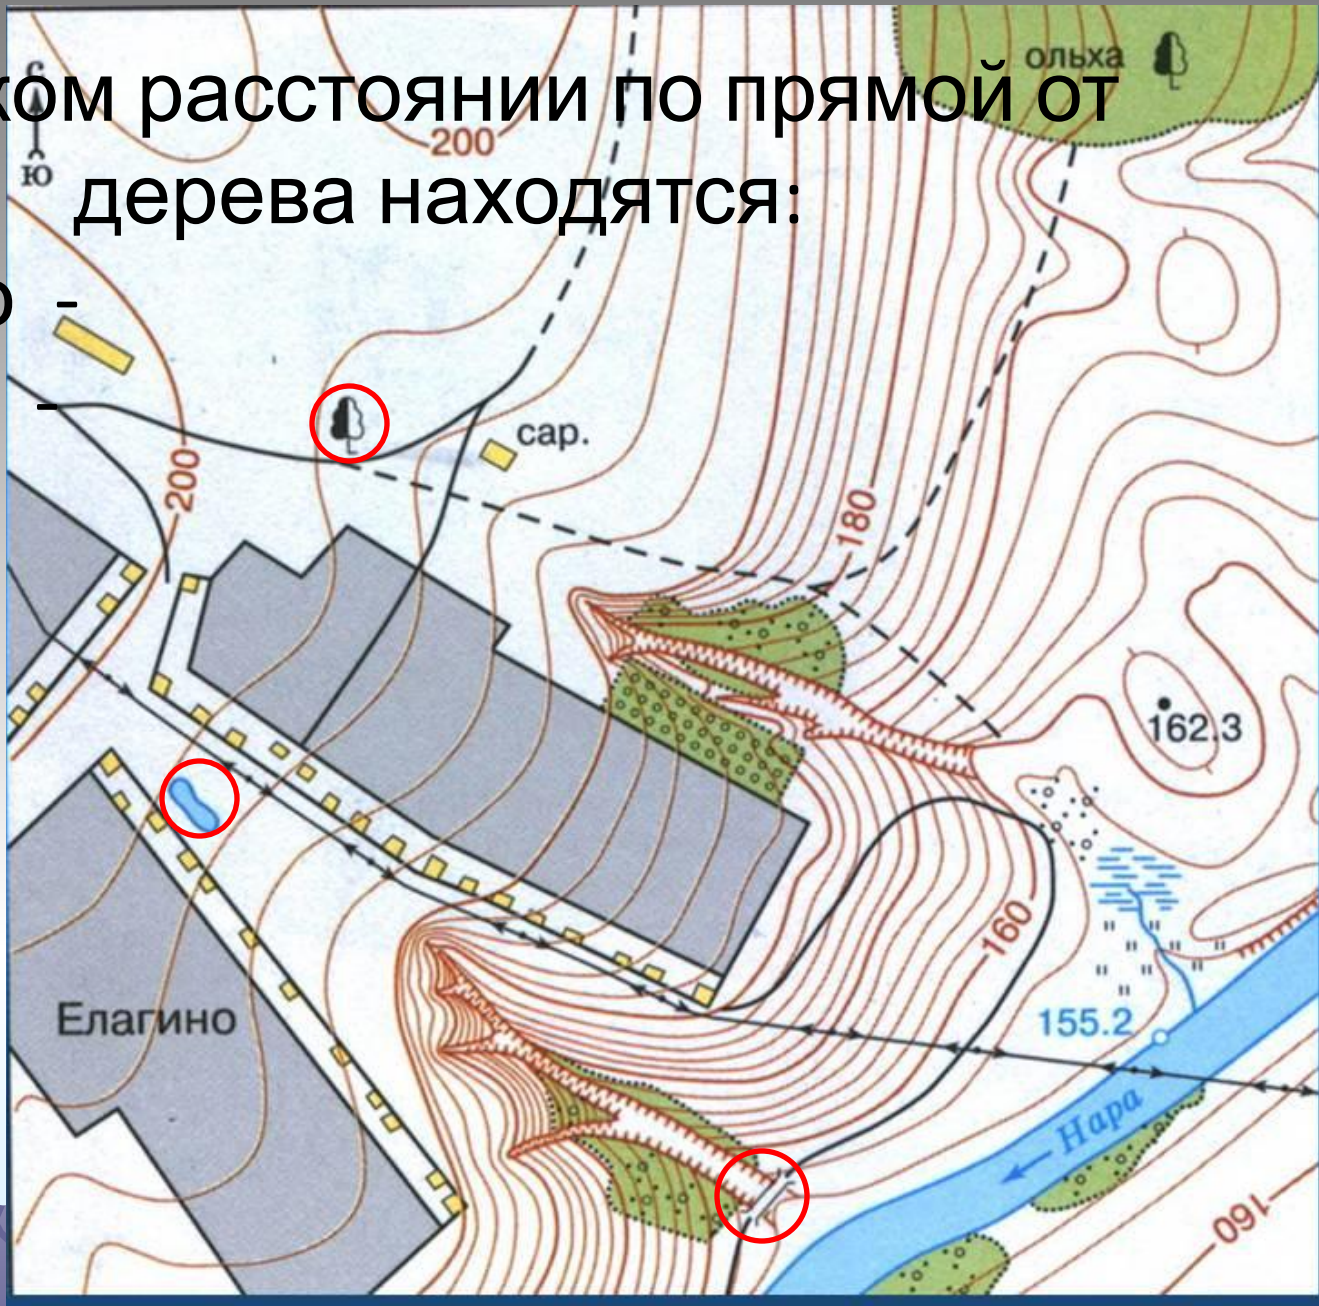 ольха
с
ком расстоянии по прямой от
200
ю
дерева находятся:
-
-
сар.
200
180
162.3
160
Елагино
155.2
Нара
160